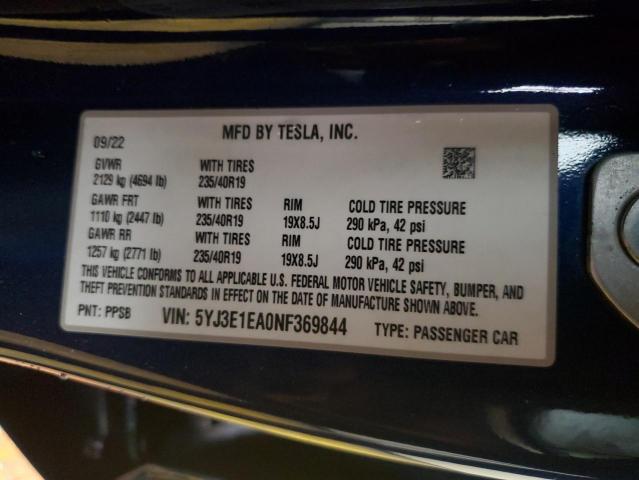 MFD BY TESLA, INC.
09/22
GVWR WITH TIRES
2129 kg (4694 lb) 235/40R19
GAWR FRT WITH TIRES RIM COLD TIRE PRESSURE
1110 kg (2447 lb) 235/40R19 19X8.5J 290 kPa, 42 psi
GAWR RR WITH TIRES RIM COLD TIRE PRESSURE
1257 kg (2771 lb) 235/40R19 19X8.5J 290 kPa, 42 psi
THIS VEHICLE CONFORMS TO ALL APPLICABLE U.S. FEDERAL MOTOR VEHICLE SAFETY, BUMPER, AND
THEFT PREVENTION STANDARDS IN EFFECT ON THE DATE OF MANUFACTURE SHOWN ABOVE.
PNT: PPSB VIN: 5YJ3E1EA0NF369844 TYPE: PASSENGER CAR